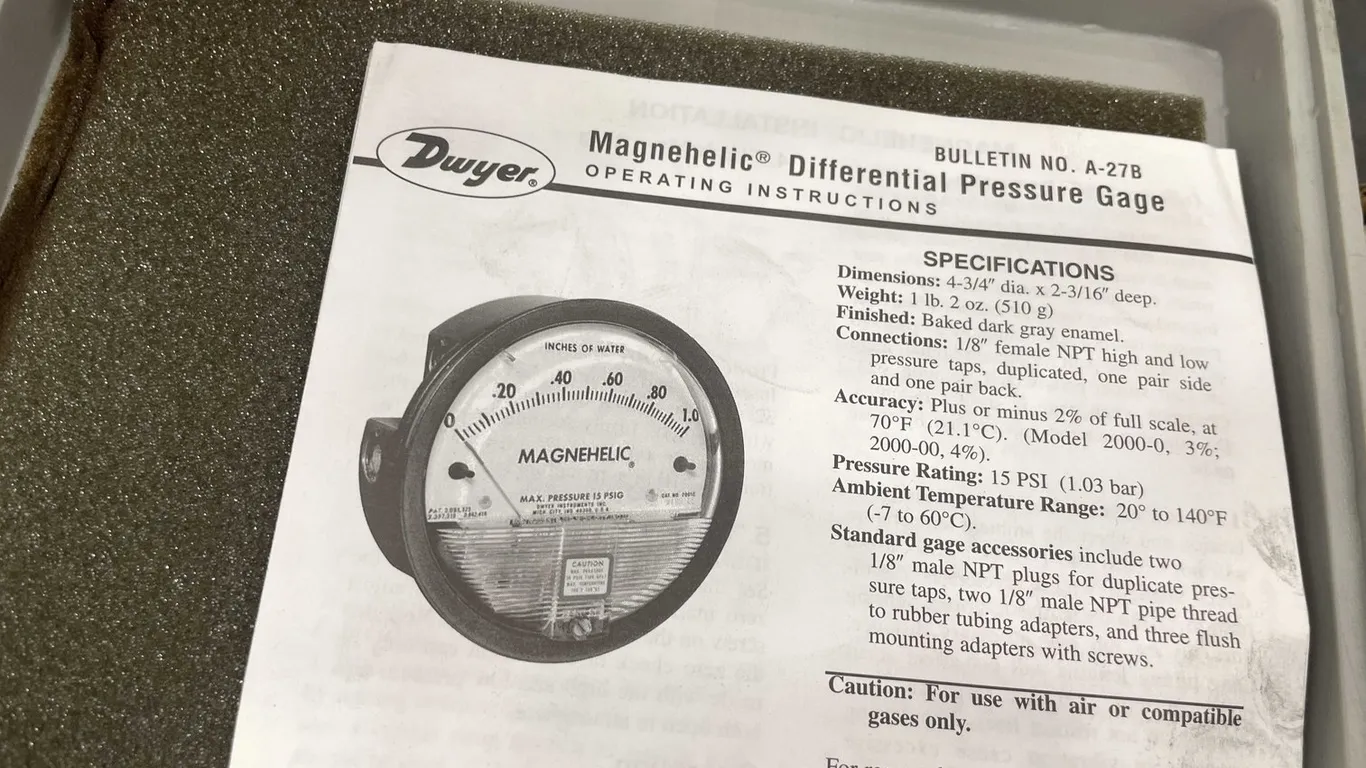 Dwyer®
BULLETIN NO. A-27B
Magnehelic® Differential Pressure Gage
OPERATING INSTRUCTIONS
INCHES OF WATER
0 .20 .40 .60 .80 1.0
MAGNEHELIC®
MAX. PRESSURE 15 PSIG
DWYER INSTRUMENTS INC.
CAUTION
SPECIFICATIONS
Dimensions: 4-3/4″ dia. x 2-3/16″ deep.
Weight: 1 lb. 2 oz. (510 g)
Finished: Baked dark gray enamel.
Connections: 1/8″ female NPT high and low
pressure taps, duplicated, one pair side
and one pair back.
Accuracy: Plus or minus 2% of full scale, at
70°F (21.1°C). (Model 2000-0, 3%;
2000-00, 4%).
Pressure Rating: 15 PSI (1.03 bar)
Ambient Temperature Range: 20° to 140°F
(-7 to 60°C).
Standard gage accessories include two
1/8″ male NPT plugs for duplicate pres-
sure taps, two 1/8″ male NPT pipe thread
to rubber tubing adapters, and three flush
mounting adapters with screws.
Caution: For use with air or compatible
gases only.